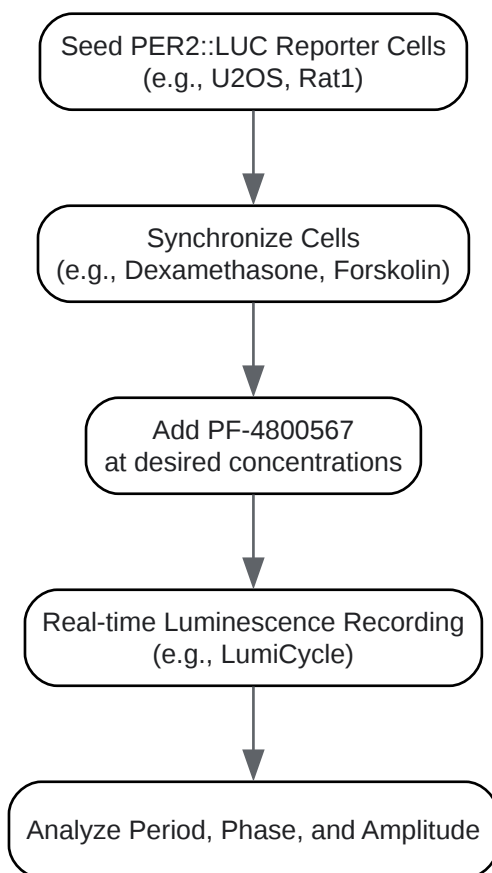 Seed PER2::LUC Reporter Cells
(e.g., U2OS, Rat1)
Synchronize Cells
(e.g., Dexamethasone, Forskolin)
Add PF-4800567
at desired concentrations
Real-time Luminescence Recording
(e.g., LumiCycle)
Analyze Period, Phase, and Amplitude